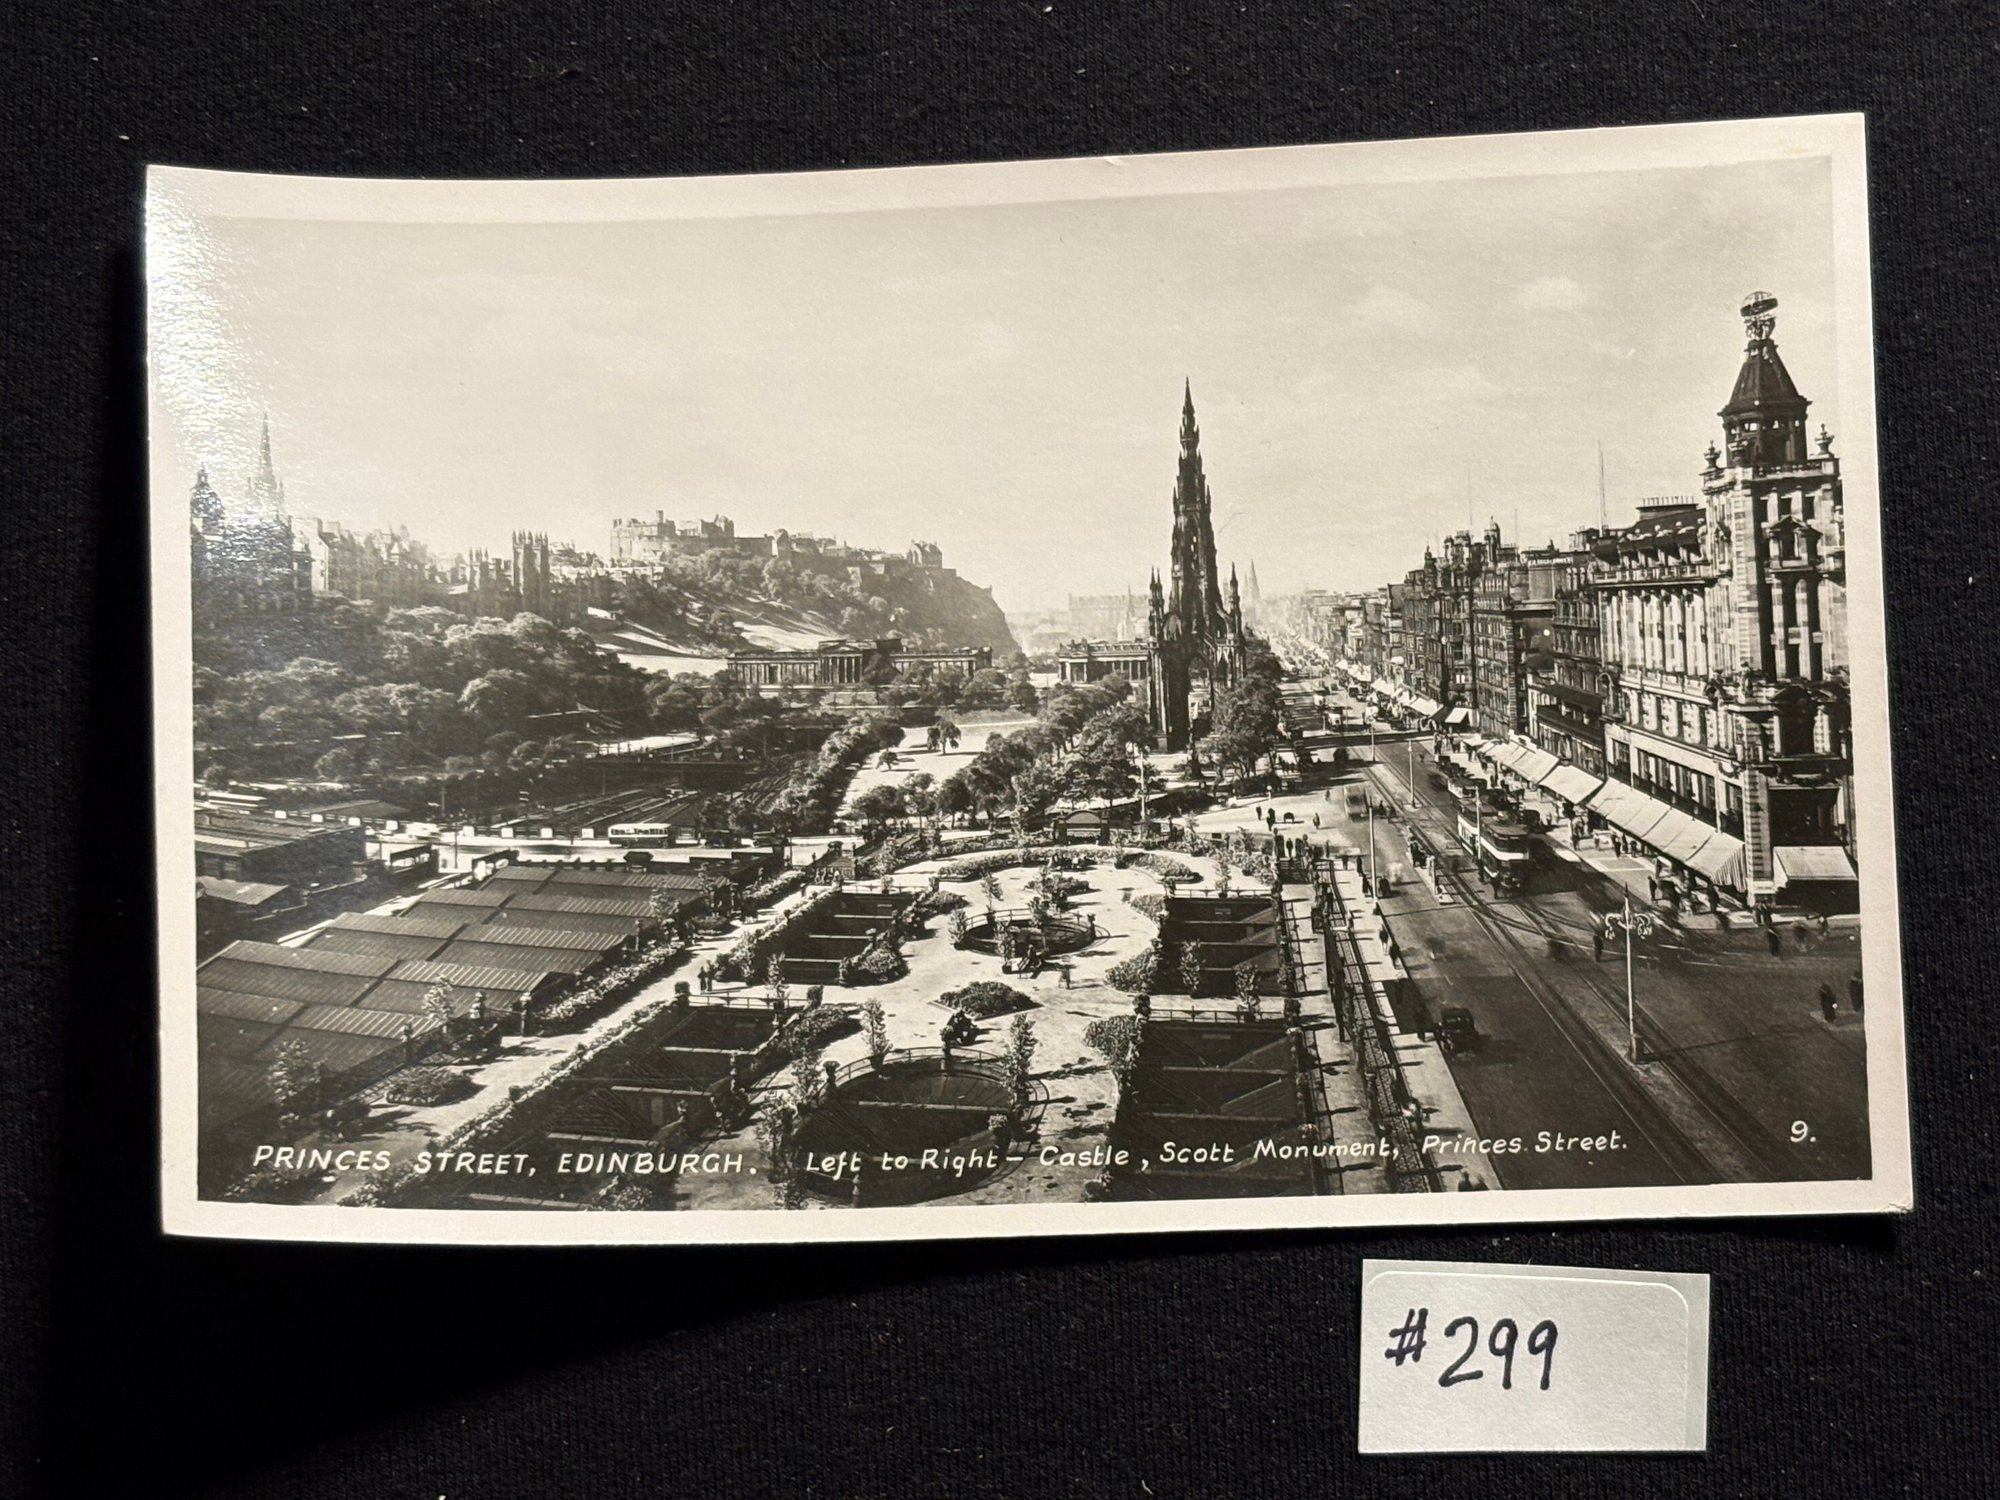 PRINCES STREET, EDINBURGH. Left to Right – Castle, Scott Monument, Princes Street.
9.
#299